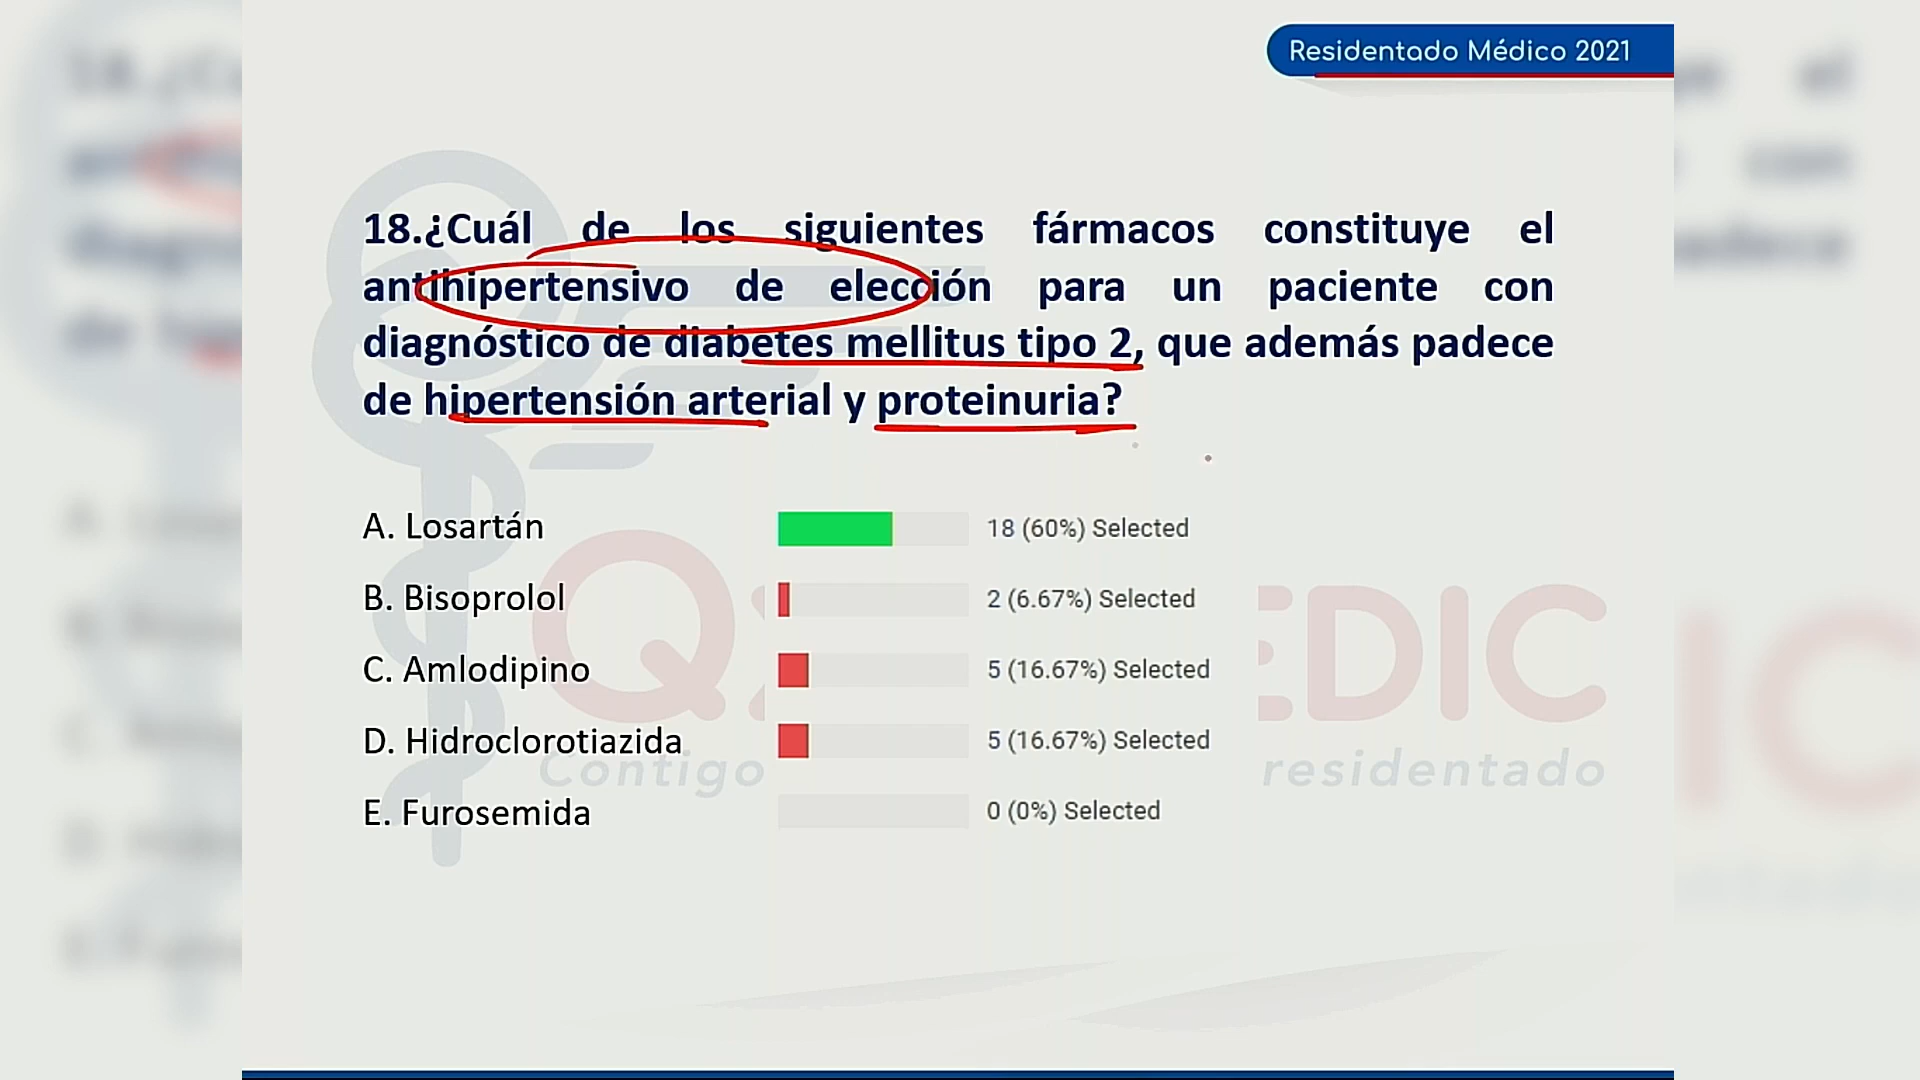 Residentado Médico 2021
18.¿Cuál de los siguientes fármacos constituye el
antihipertensivo de elección para un paciente con
diagnóstico de diabetes mellitus tipo 2, que además padece
de hipertensión arterial y proteinuria?
A. Losartán 18 (60%) Selected
B. Bisoprolol 2 (6.67%) Selected
C. Amlodipino 5 (16.67%) Selected
D. Hidroclorotiazida 5 (16.67%) Selected
E. Furosemida 0 (0%) Selected
EDIC
Contigo residentado